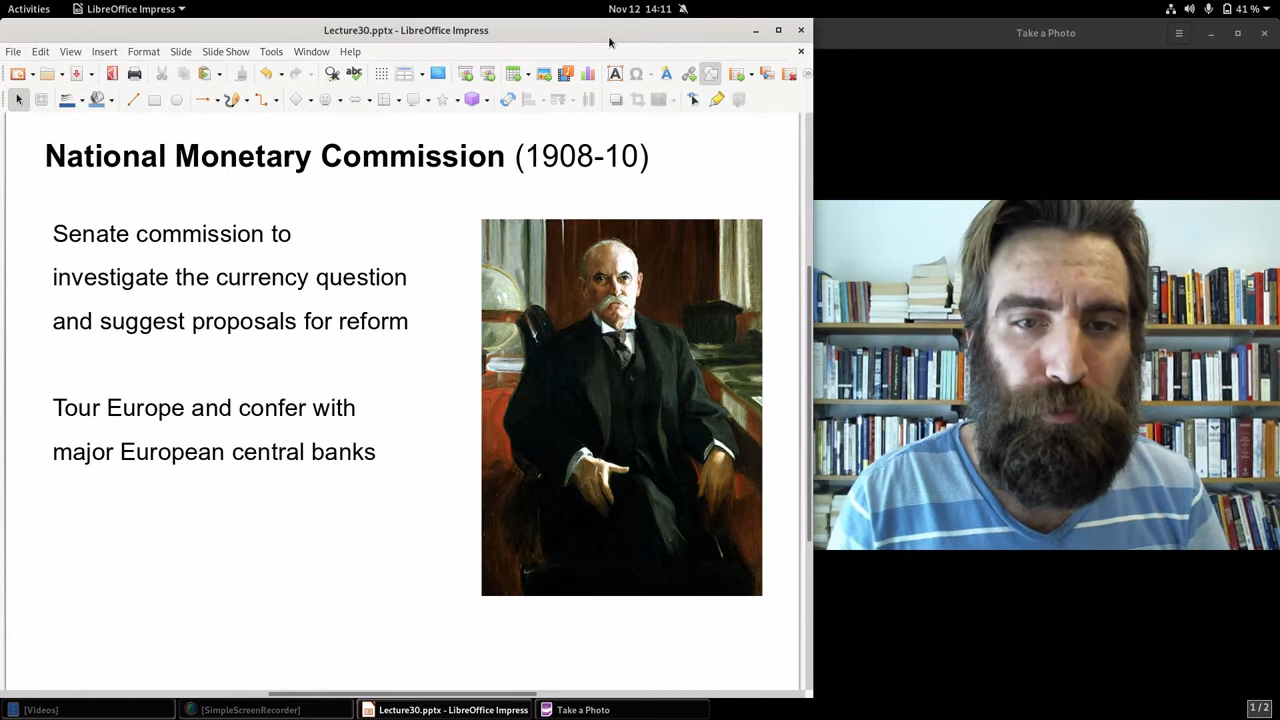 Activities
LibreOffice Impress
Nov 12 14:11
41 %
Lecture30.pptx - LibreOffice Impress
Take a Photo
File Edit View Insert Format Slide Slide Show Tools Window Help
National Monetary Commission (1908-10)
Senate commission to
investigate the currency question
and suggest proposals for reform
Tour Europe and confer with
major European central banks
[Videos]
[SimpleScreenRecorder]
Lecture30.pptx - LibreOffice Impress
Take a Photo
1 / 2